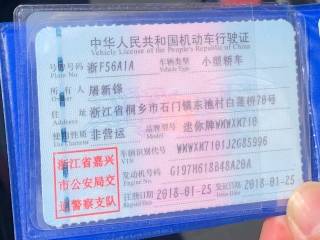 中华人民共和国机动车行驶证
Vehicle License of the People's Republic of China
号牌号码 浙F56A1A 车辆类型 小型轿车
Plate No. Vehicle Type
所有人 屠新锋
Owner
住址 浙江省桐乡市石门镇东池村白莲桥70号
Address
使用性质 非营运 品牌型号 迷你牌WMWXM710
Use Character Model
浙江省嘉兴 车辆识别代号 WMWXM7101J2G85996
VIN
市公安局交 发动机号码 G197H618B48A20A
Engine No.
通警察支队 注册日期 2018-01-25 发证日期 2018-01-25
Register Date Issue Date